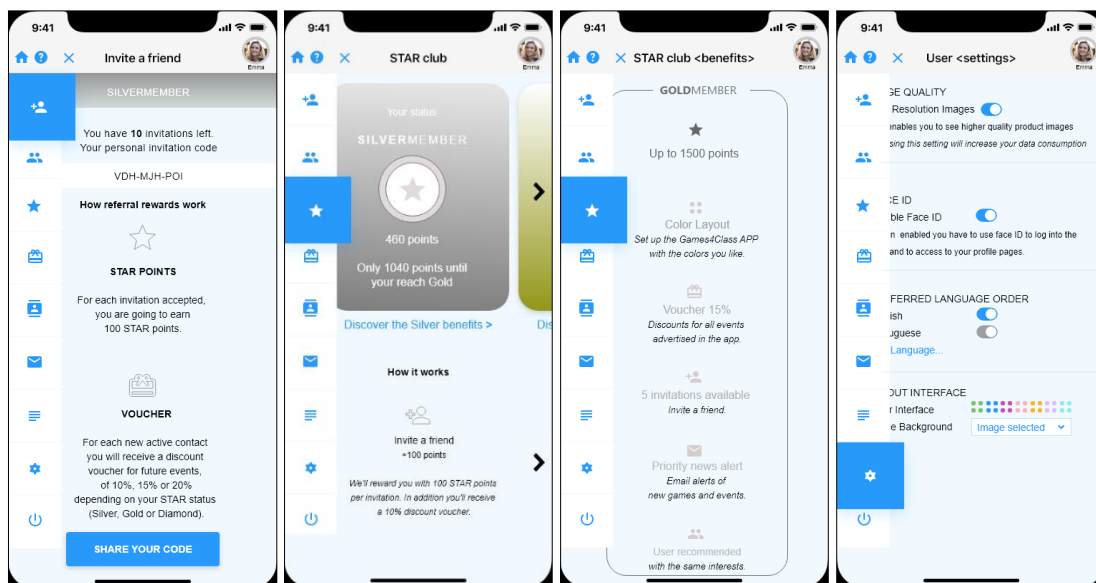 9:41
Invite a friend
Emma
SILVERMEMBER
You have 10 invitations left.
Your personal invitation code
VDH-MJH-POI
How referral rewards work
STAR POINTS
For each invitation accepted,
you are going to earn
100 STAR points.
VOUCHER
For each new active contact
you will receive a discount
voucher for future events,
of 10%, 15% or 20%
depending on your STAR status
(Silver, Gold or Diamond).
SHARE YOUR CODE
9:41
STAR club
Emma
Your status
SILVERMEMBER
460 points
Only 1040 points until
your reach Gold
Discover the Silver benefits >
Dis
How it works
Invite a friend
+100 points
We'll reward you with 100 STAR points
per invitation. In addition you'll receive
a 10% discount voucher.
9:41
STAR club <benefits>
Emma
GOLDMEMBER
Up to 1500 points
Color Layout
Set up the Games4Class APP
with the colors you like.
Voucher 15%
Discounts for all events
advertised in the app.
5 invitations available
Invite a friend.
Priority news alert
Email alerts of
new games and events.
User recommended
with the same interests.
9:41
User <settings>
Emma
GE QUALITY
Resolution Images
enables you to see higher quality product images
sing this setting will increase your data consumption
CE ID
ble Face ID
n enabled you have to use face ID to log into the
and to access to your profile pages.
FERRED LANGUAGE ORDER
ish
uguese
Language...
OUT INTERFACE
r Interface
e Background
Image selected